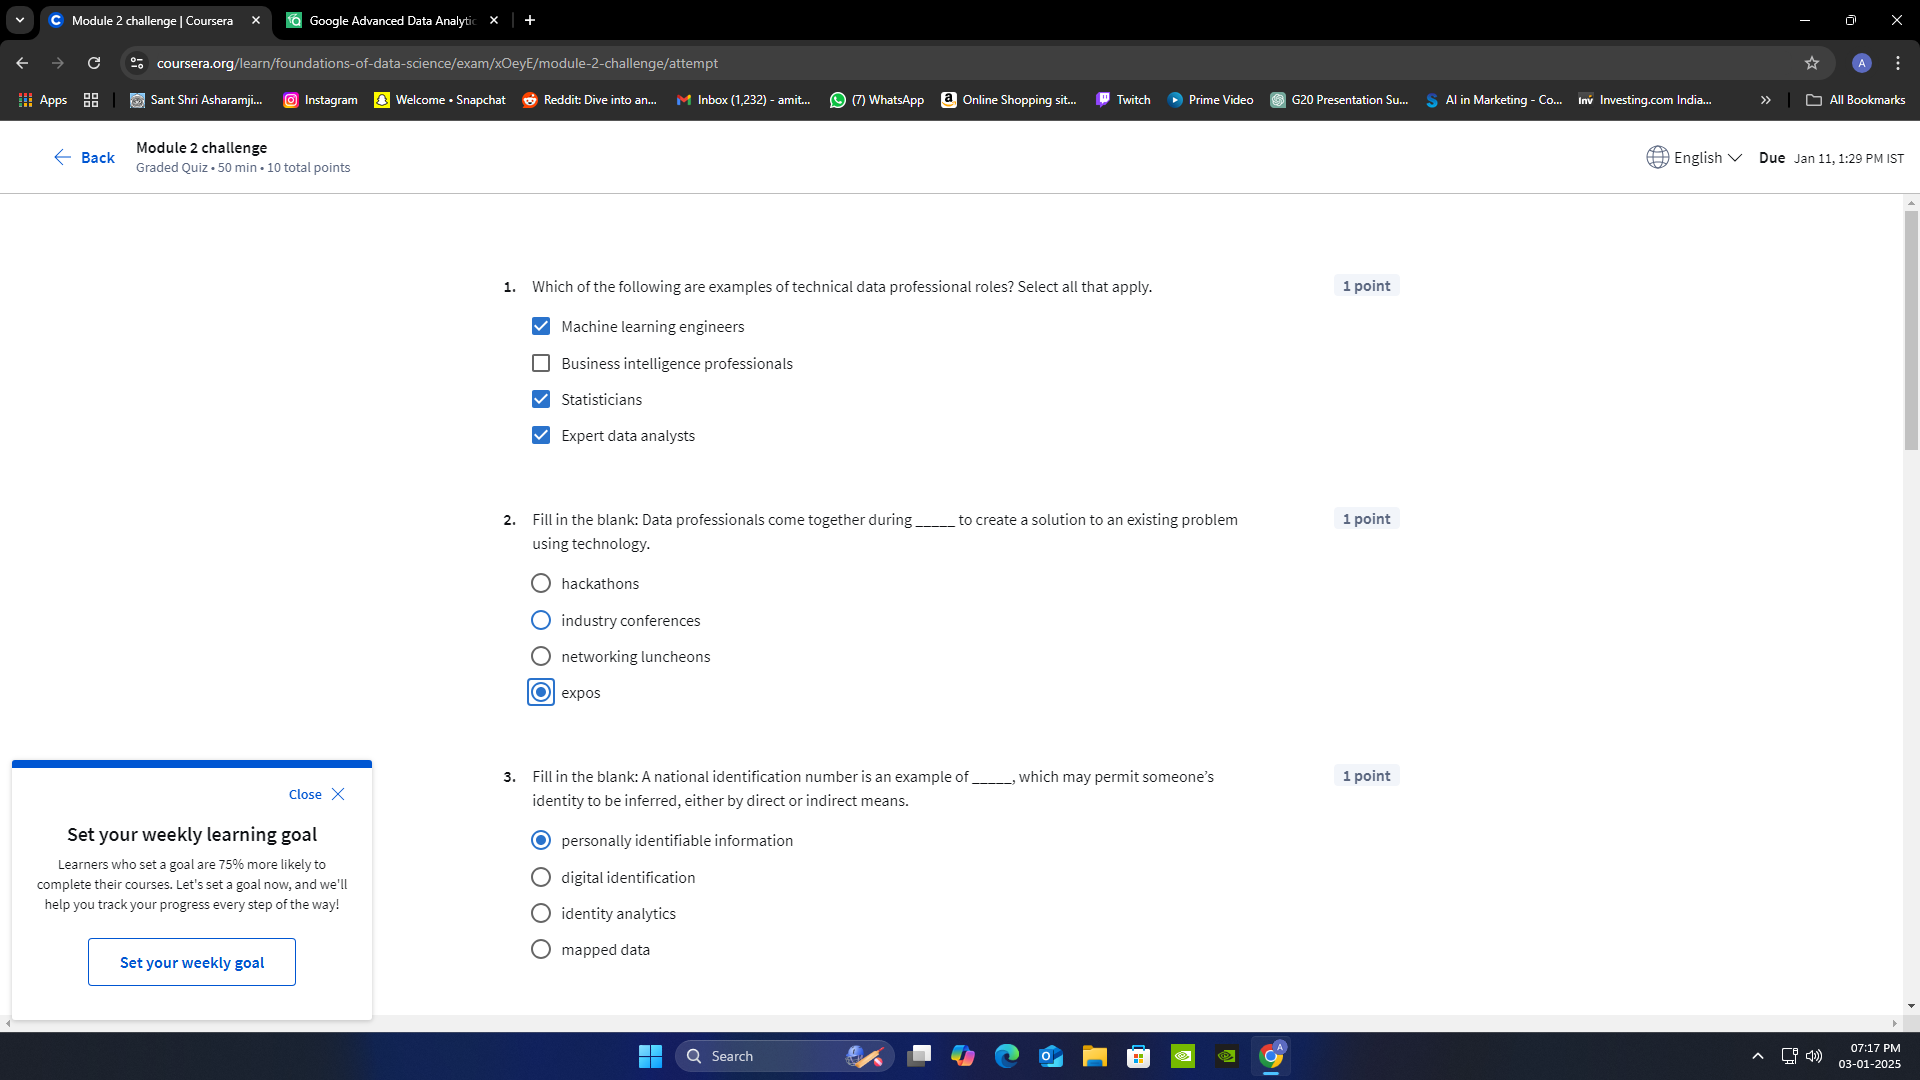 Module 2 challenge | Coursera
Google Advanced Data Analytic
coursera.org/learn/foundations-of-data-science/exam/xOeyE/module-2-challenge/attempt
A
Apps
Sant Shri Asharamji...
Instagram
Welcome • Snapchat
Reddit: Dive into an...
Inbox (1,232) - amit...
(7) WhatsApp
Online Shopping sit...
Twitch
Prime Video
G20 Presentation Su...
AI in Marketing - Co...
Investing.com India...
All Bookmarks
Back
Module 2 challenge
Graded Quiz • 50 min • 10 total points
English
Due Jan 11, 1:29 PM IST
1. Which of the following are examples of technical data professional roles? Select all that apply.
1 point
Machine learning engineers
Business intelligence professionals
Statisticians
Expert data analysts
2. Fill in the blank: Data professionals come together during _____ to create a solution to an existing problem
using technology.
1 point
hackathons
industry conferences
networking luncheons
expos
3. Fill in the blank: A national identification number is an example of _____, which may permit someone’s
identity to be inferred, either by direct or indirect means.
1 point
personally identifiable information
digital identification
identity analytics
mapped data
Close
Set your weekly learning goal
Learners who set a goal are 75% more likely to
complete their courses. Let's set a goal now, and we'll
help you track your progress every step of the way!
Set your weekly goal
Search
07:17 PM
03-01-2025